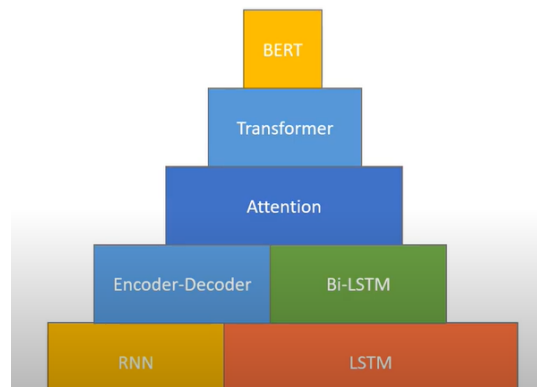 BERT
Transformer
Attention
Encoder-Decoder
Bi-LSTM
RNN
LSTM